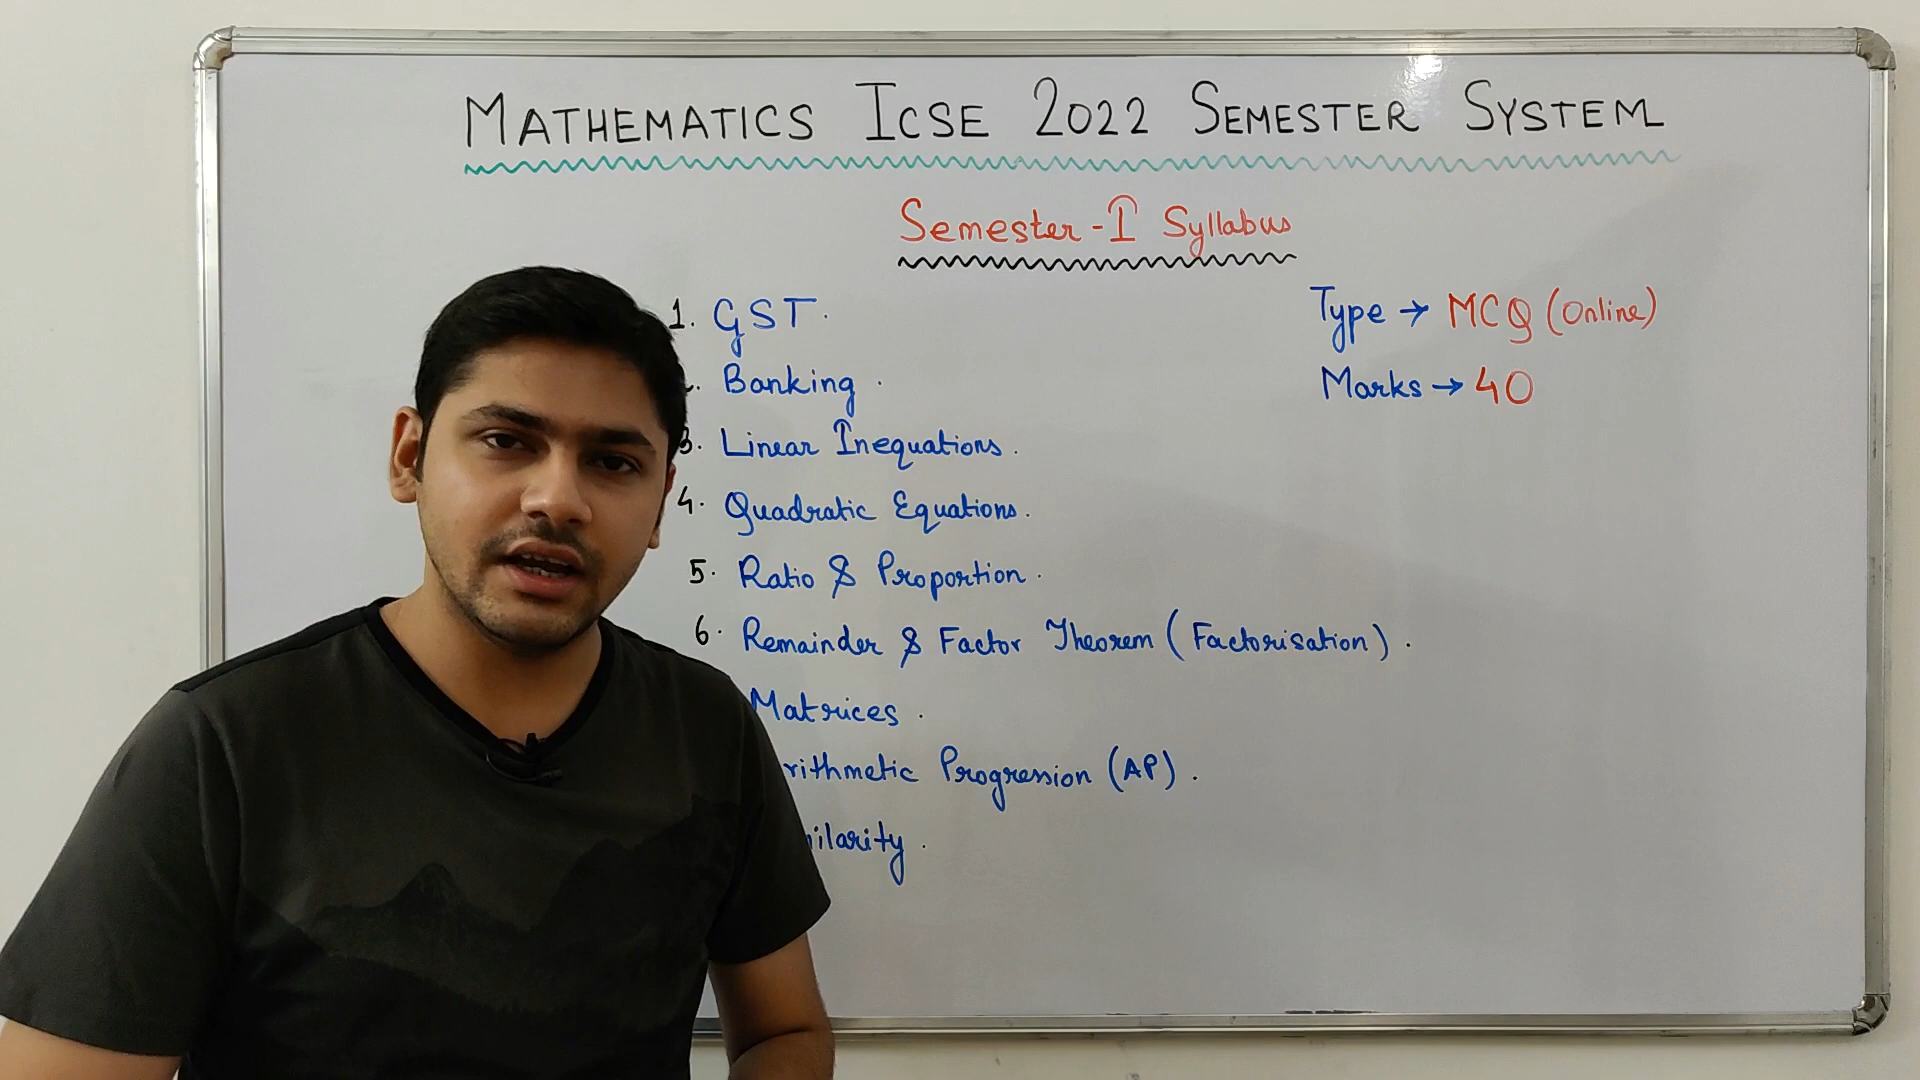 MATHEMATICS ICSE 2022 SEMESTER SYSTEM
Semester-I Syllabus
1. GST.
Type → MCQ (Online)
. Banking.
Marks → 40
3. Linear Inequations.
4. Quadratic Equations.
5. Ratio & Proportion.
6. Remainder & Factor Theorem (Factorisation).
Matrices.
rithmetic Progression (AP).
ilarity.